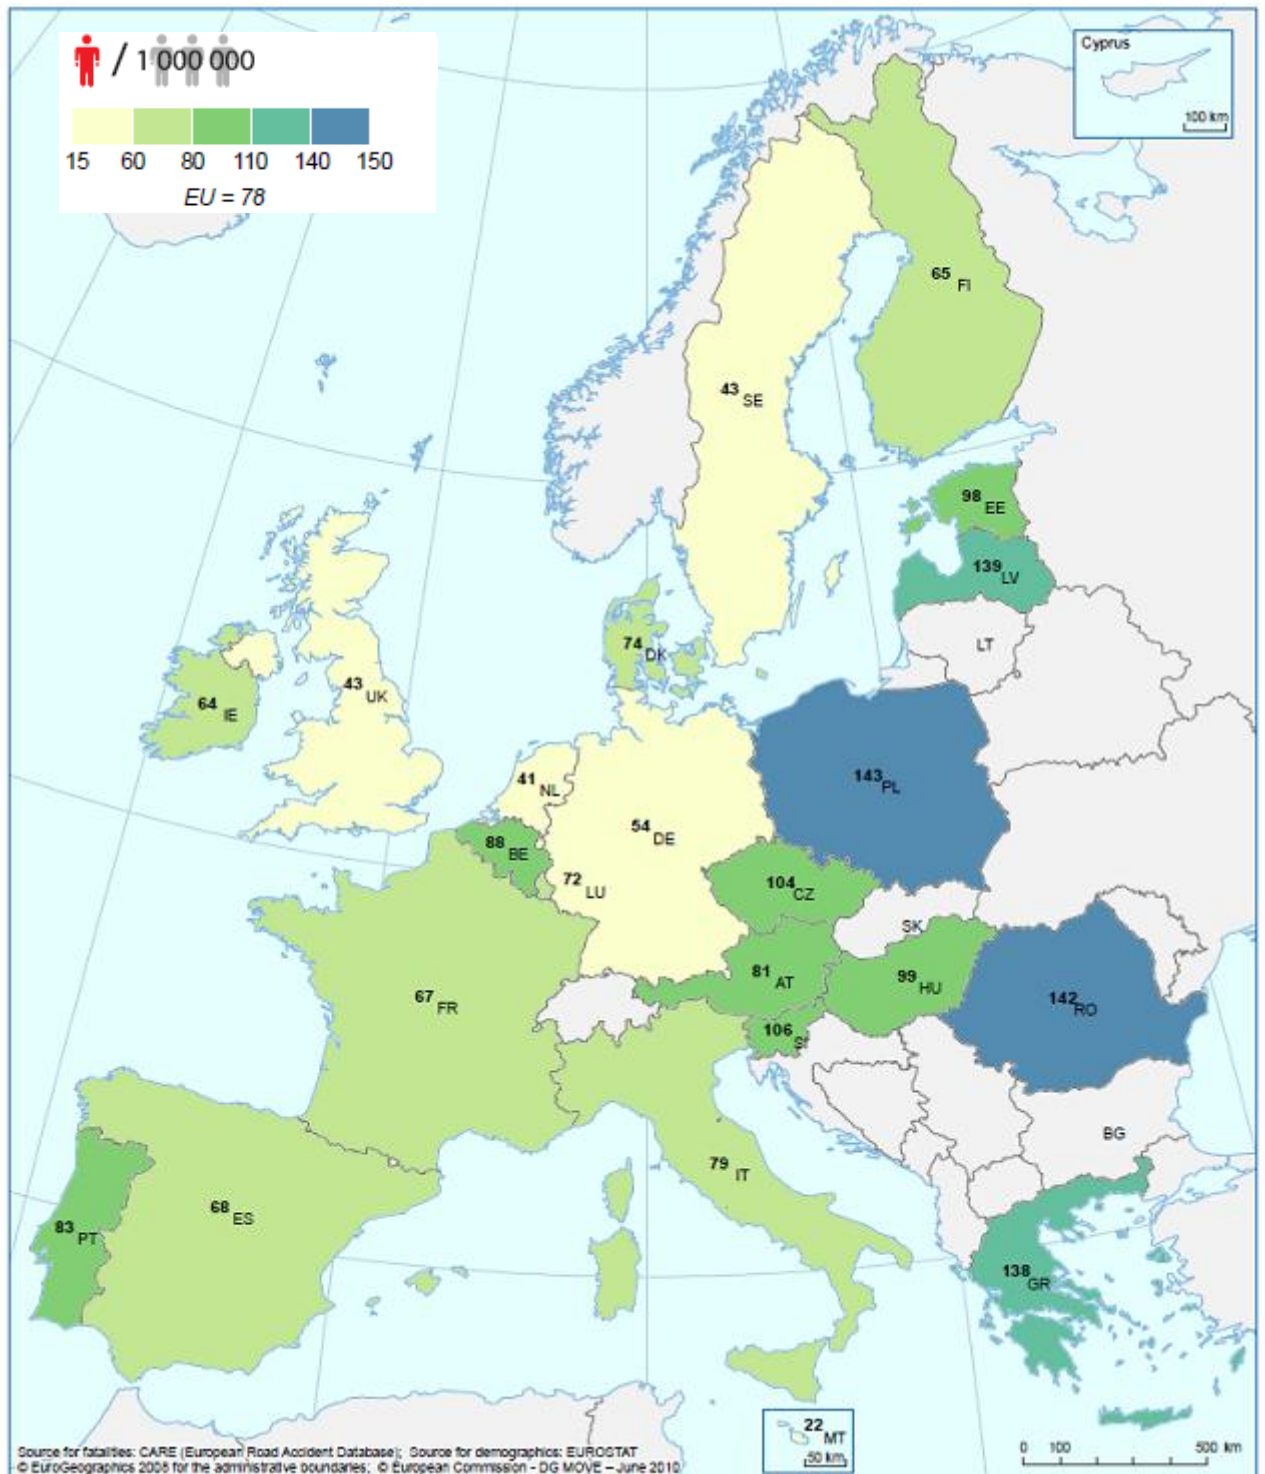 / 1 000 000
15 60 80 110 140 150
EU = 78
Cyprus
100 km
65 FI
43 SE
98 EE
139 LV
LT
74 DK
64 IE
43 UK
41 NL
54 DE
143 PL
88 BE
72 LU
104 CZ
SK
81 AT
99 HU
142 RO
67 FR
106 SI
BG
79 IT
68 ES
83 PT
138 GR
22 MT
50 km
0 100 500 km
Source for fatalities: CARE (European Road Accident Database); Source for demographics: EUROSTAT
© EuroGeographics 2008 for the administrative boundaries; © European Commission - DG MOVE – June 2010